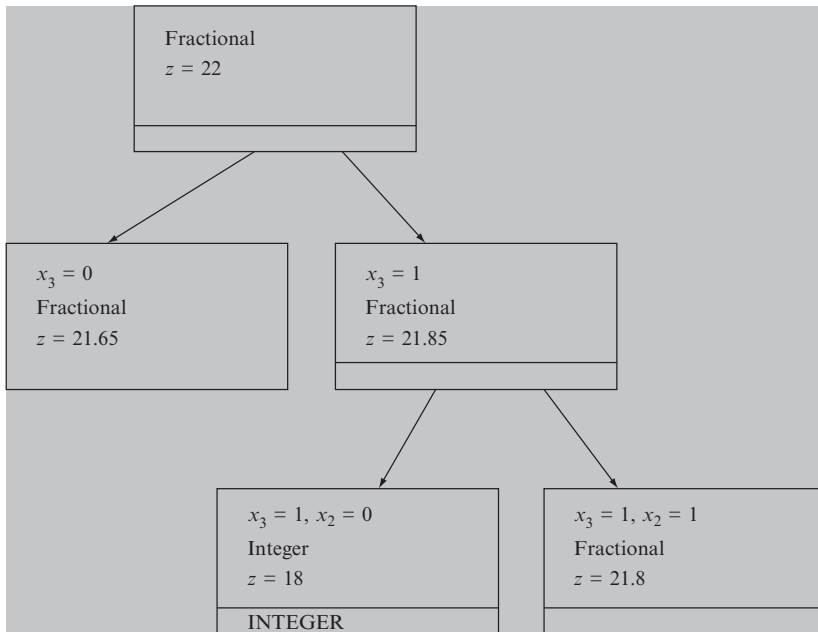 Fractional
z = 22
x₃ = 0
Fractional
z = 21.65
x₃ = 1
Fractional
z = 21.85
x₃ = 1, x₂ = 0
Integer
z = 18
INTEGER
x₃ = 1, x₂ = 1
Fractional
z = 21.8